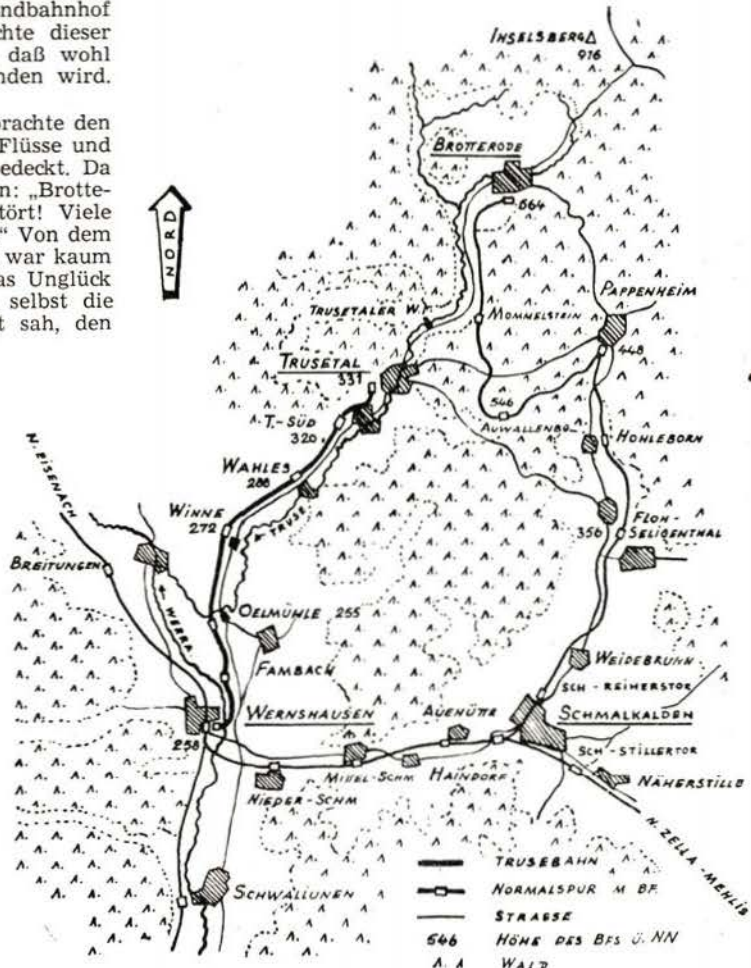 ndbahnhof
chte dieser
daß wohl
nden wird.
orachte den
Flüsse und
edeckt. Da
n: „Brotte-
tört! Viele
“ Von dem
war kaum
as Unglück
selbst die
t sah, den
NORD
INSELSBERG
916
BROTTERODE
564
PAPPENHEIM
TRUSETALER W.F.
MOMMELSTEIN
TRUSETAL
331
448
546
AUWALLENBG.
T.-SÜD
320
HOHLEBORN
WAHLES
288
N. EISENACH
WINNE
272
TRUSE
356
FLOH-
SELIGENTHAL
BREITUNGEN
WERRA
OELMÜHLE 255
WEIDEBRUNN
FAMBACH
SCH-REIHERSTOR
WERNSHAUSEN
AUEHÜTTE
SCHMALKALDEN
258
SCH-STILLERTOR
MITTEL-SCHM
HAINDORF
NÄHERSTILLE
NIEDER-SCHM
N. ZELLA-MEHLIS
SCHWALLUNGEN
TRUSEBAHN
NORMALSPUR M BF.
STRASSE
546 HÖHE DES BFS Ü. NN
WALD